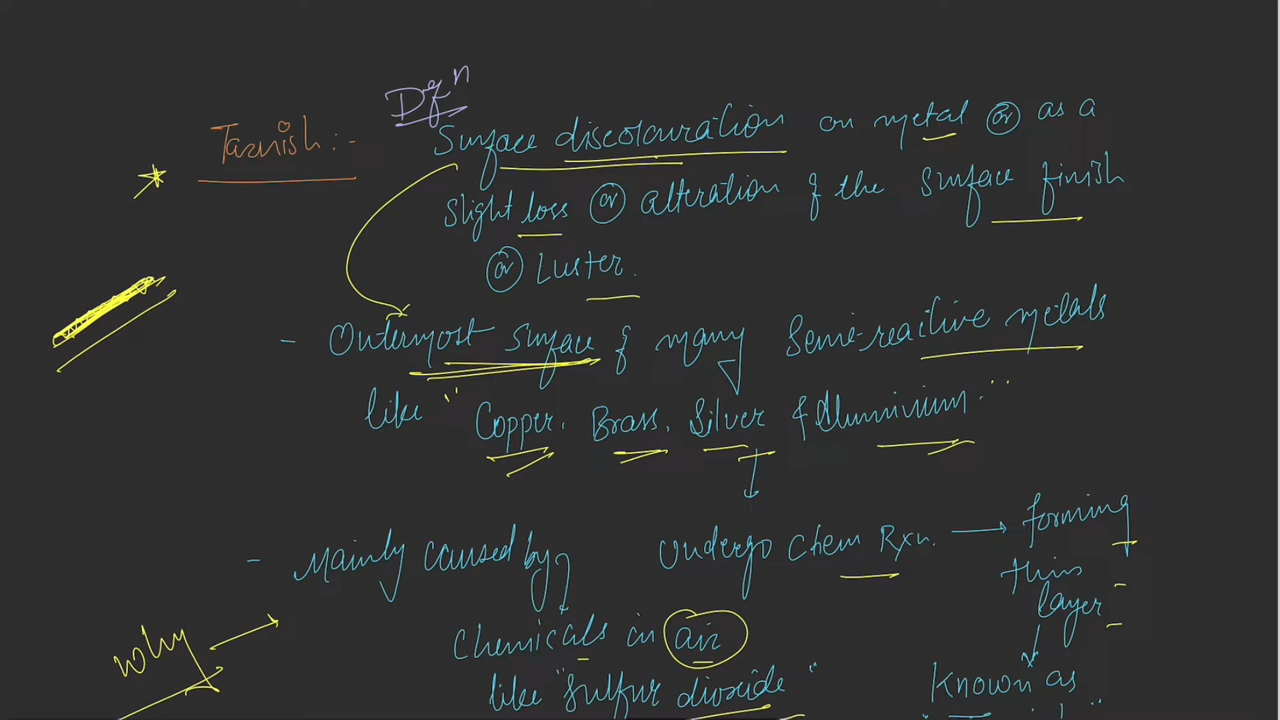 Defn
Tarnish :- Surface discolouration on metal or as a
slight loss or alteration of the surface finish
or Luster.
- Outermost surface of many Semi-reactive metals
like " Copper, Brass, Silver & Aluminium."
- Mainly caused by Undergo Chem Rxn. → forming
thin
layer
why → Chemicals in air
like "Sulfur dioxide" Known as